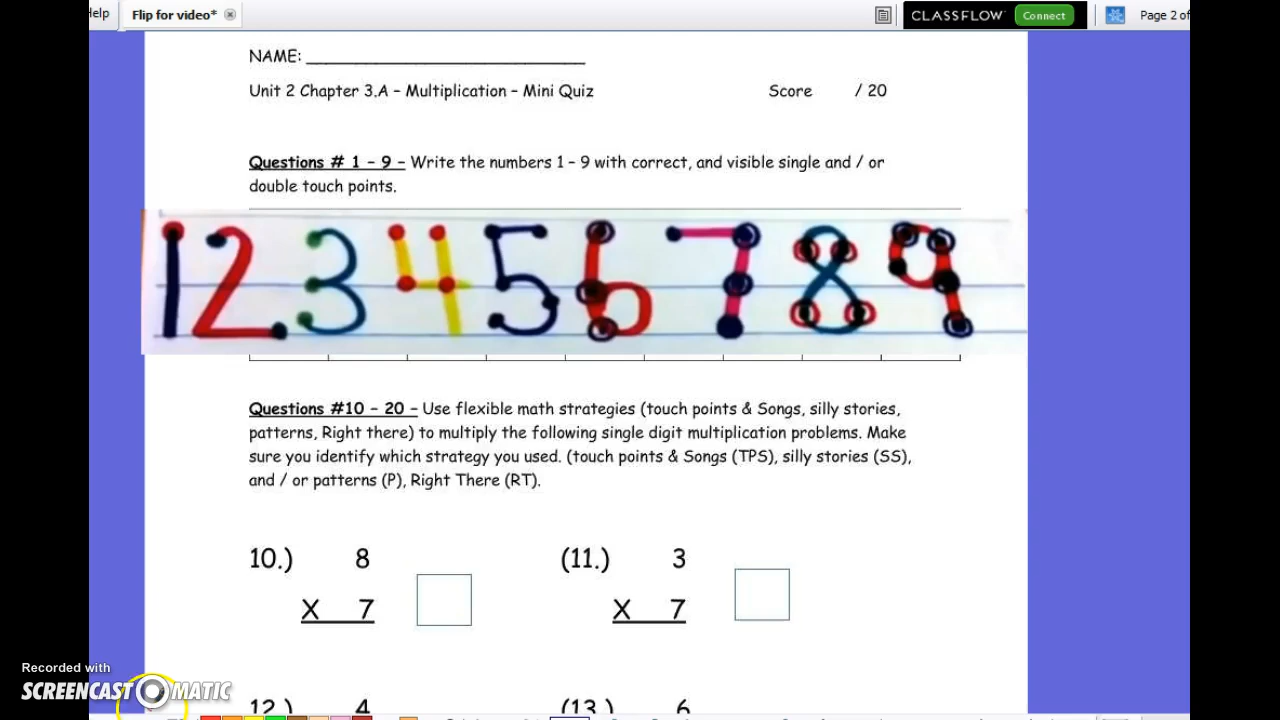 Help
Flip for video*
CLASSFLOW Connect
Page 2 of
NAME: ______________________________
Unit 2 Chapter 3.A – Multiplication – Mini Quiz Score / 20
Questions # 1 – 9 – Write the numbers 1 – 9 with correct, and visible single and / or
double touch points.
1 2 3 4 5 6 7 8 9
Questions #10 – 20 – Use flexible math strategies (touch points & Songs, silly stories,
patterns, Right there) to multiply the following single digit multiplication problems. Make
sure you identify which strategy you used. (touch points & Songs (TPS), silly stories (SS),
and / or patterns (P), Right There (RT).
10.) 8 (11.) 3
X 7 X 7
12.) 4 (13.) 6
Recorded with
SCREENCAST MATIC